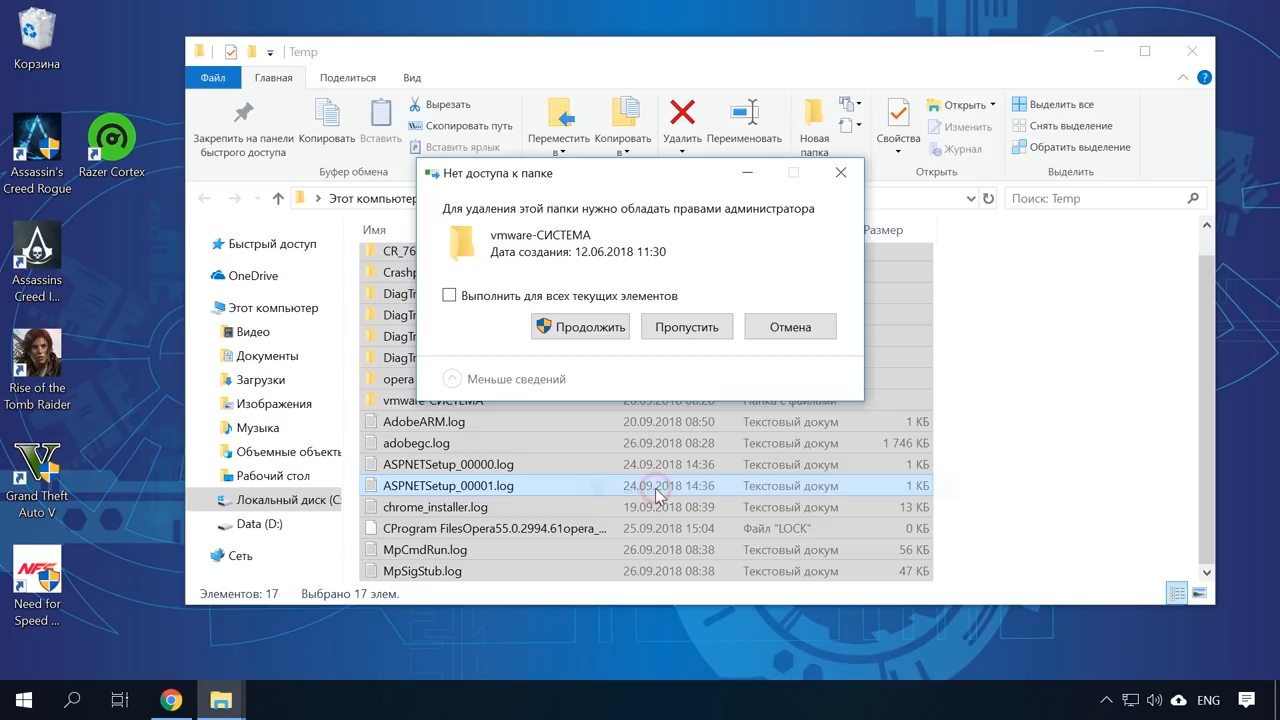 Корзина
Assassin's
Creed Rogue
Razer Cortex
Assassins
Creed I...
Rise of the
Tomb Raider
Grand Theft
Auto V
Need for
Speed ...
Temp
Файл
Главная
Поделиться
Вид
Закрепить на панели
быстрого доступа
Копировать
Вставить
Вырезать
Скопировать путь
Вставить ярлык
Буфер обмена
Переместить
в
Копировать
в
Удалить
Переименовать
Новая
папка
Свойства
Открыть
Изменить
Журнал
Открыть
Выделить все
Снять выделение
Обратить выделение
Выделить
Этот компьютер
Поиск: Temp
Быстрый доступ
OneDrive
Этот компьютер
Видео
Документы
Загрузки
Изображения
Музыка
Объемные объекты
Рабочий стол
Локальный диск (C:
Data (D:)
Сеть
Имя
Размер
CR_76
Crashp
DiagTr
DiagTr
DiagTr
DiagTr
opera
vmware-СИСТЕМА
AdobeARM.log 20.09.2018 08:50 Текстовый докум 1 КБ
adobegc.log 26.09.2018 08:28 Текстовый докум 1 746 КБ
ASPNETSetup_00000.log 24.09.2018 14:36 Текстовый докум 1 КБ
ASPNETSetup_00001.log 24.09.2018 14:36 Текстовый докум 1 КБ
chrome_installer.log 19.09.2018 08:39 Текстовый докум 13 КБ
CProgram FilesOpera55.0.2994.61opera_... 25.09.2018 15:04 Файл "LOCK" 0 КБ
MpCmdRun.log 26.09.2018 08:38 Текстовый докум 56 КБ
MpSigStub.log 26.09.2018 08:38 Текстовый докум 47 КБ
Элементов: 17 Выбрано 17 элем.
Нет доступа к папке
Для удаления этой папки нужно обладать правами администратора
vmware-СИСТЕМА
Дата создания: 12.06.2018 11:30
Выполнить для всех текущих элементов
Продолжить
Пропустить
Отмена
Меньше сведений
ENG